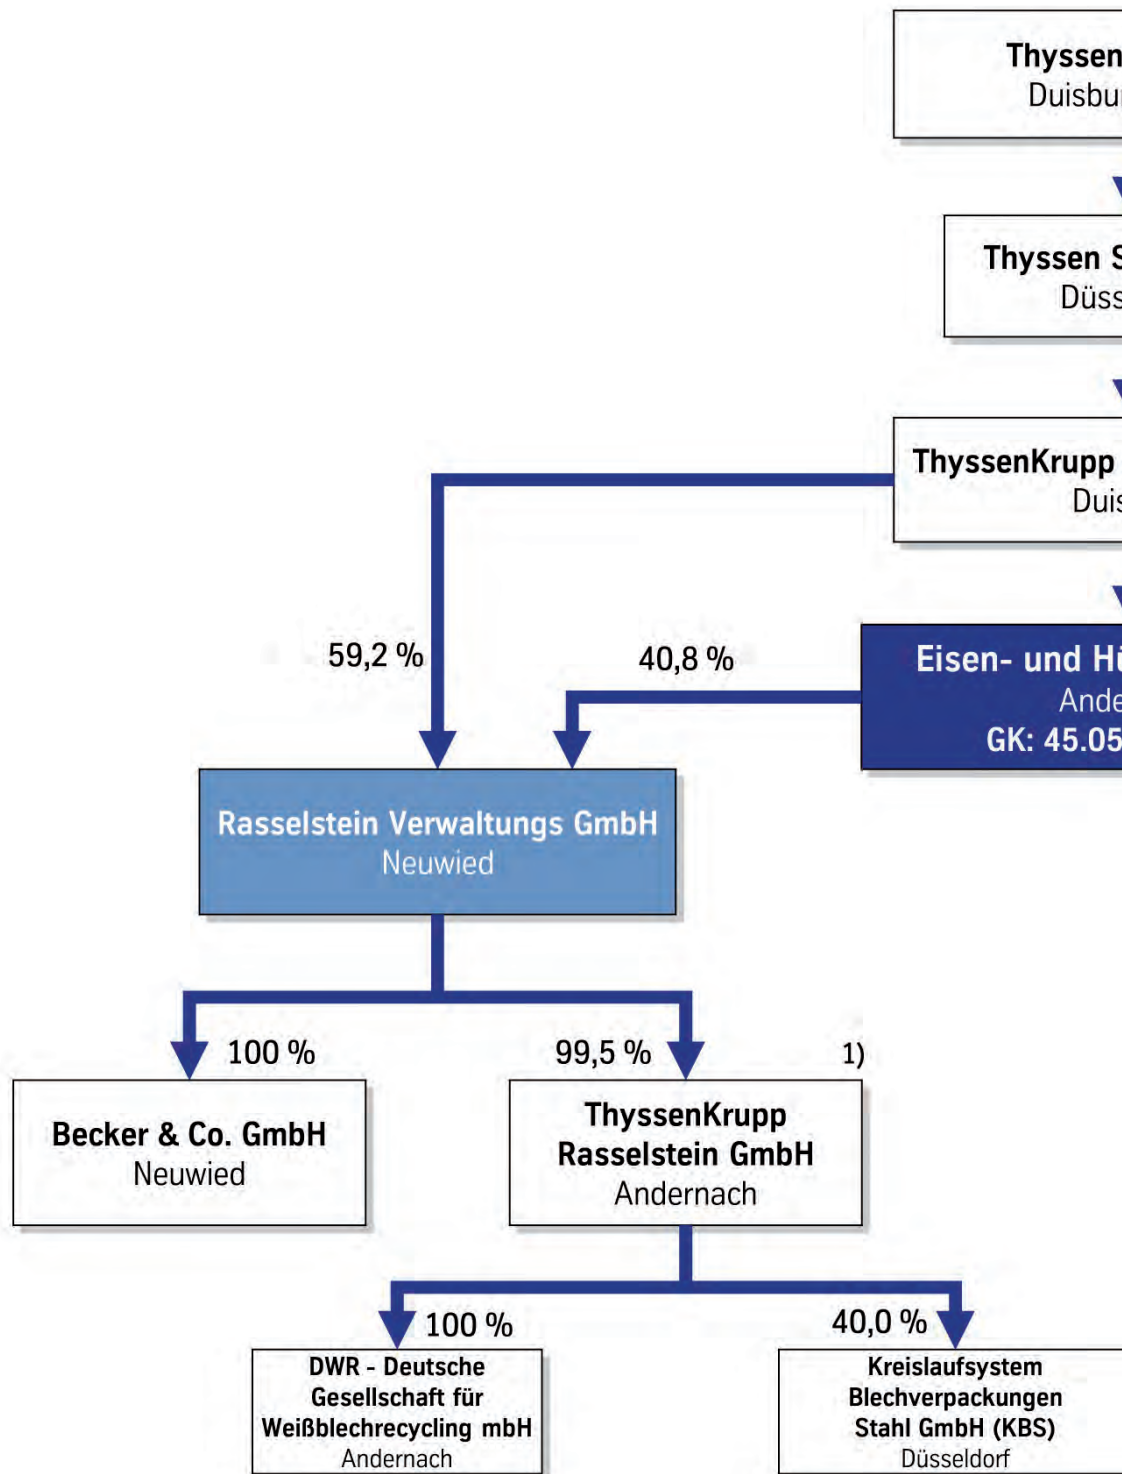 Thyssen
Duisbu
Thyssen S
Düss
ThyssenKrupp
Duis
59,2 %
40,8 %
Eisen- und Hü
Ande
GK: 45.05
Rasselstein Verwaltungs GmbH
Neuwied
100 %
99,5 %
1)
Becker & Co. GmbH
Neuwied
ThyssenKrupp
Rasselstein GmbH
Andernach
100 %
40,0 %
DWR - Deutsche
Gesellschaft für
Weißblechrecycling mbH
Andernach
Kreislaufsystem
Blechverpackungen
Stahl GmbH (KBS)
Düsseldorf